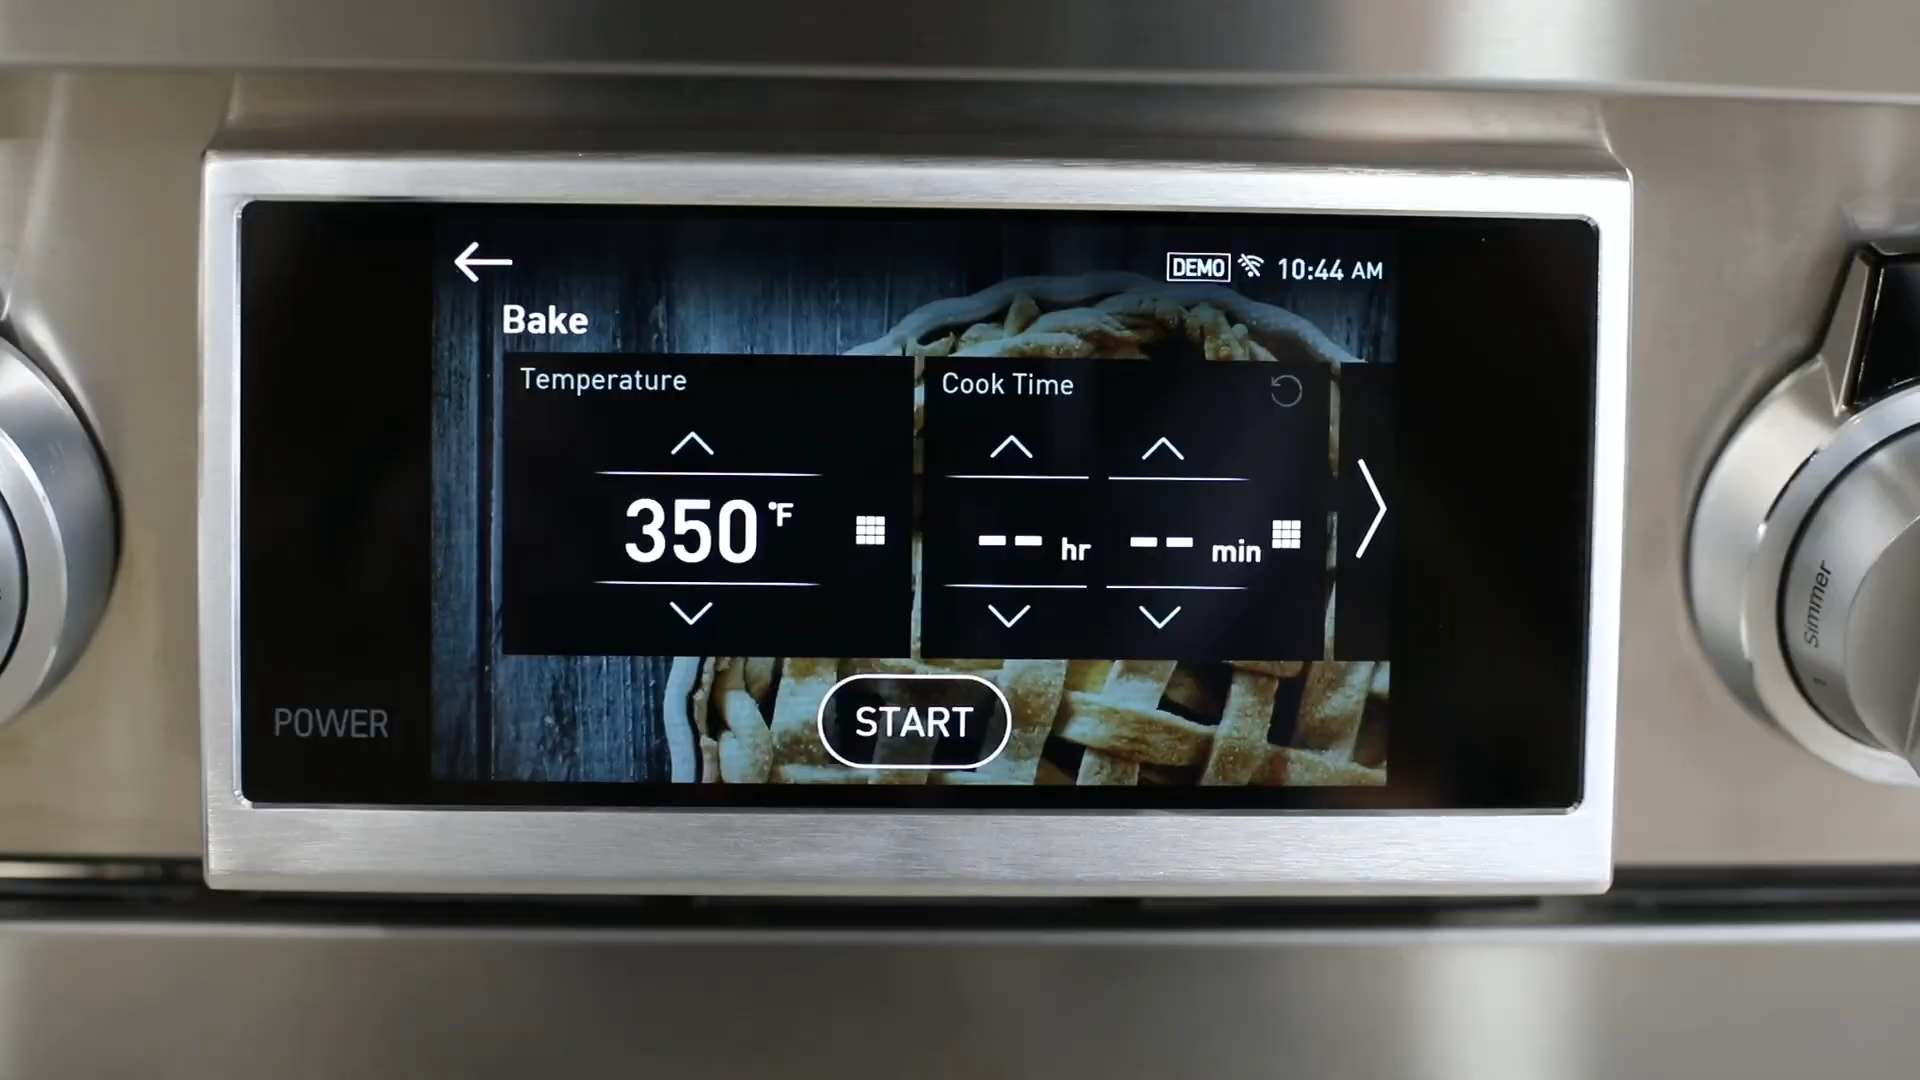 DEMO 10:44 AM
Bake
Temperature
Cook Time
350°F
-- hr -- min
START
POWER
Simmer